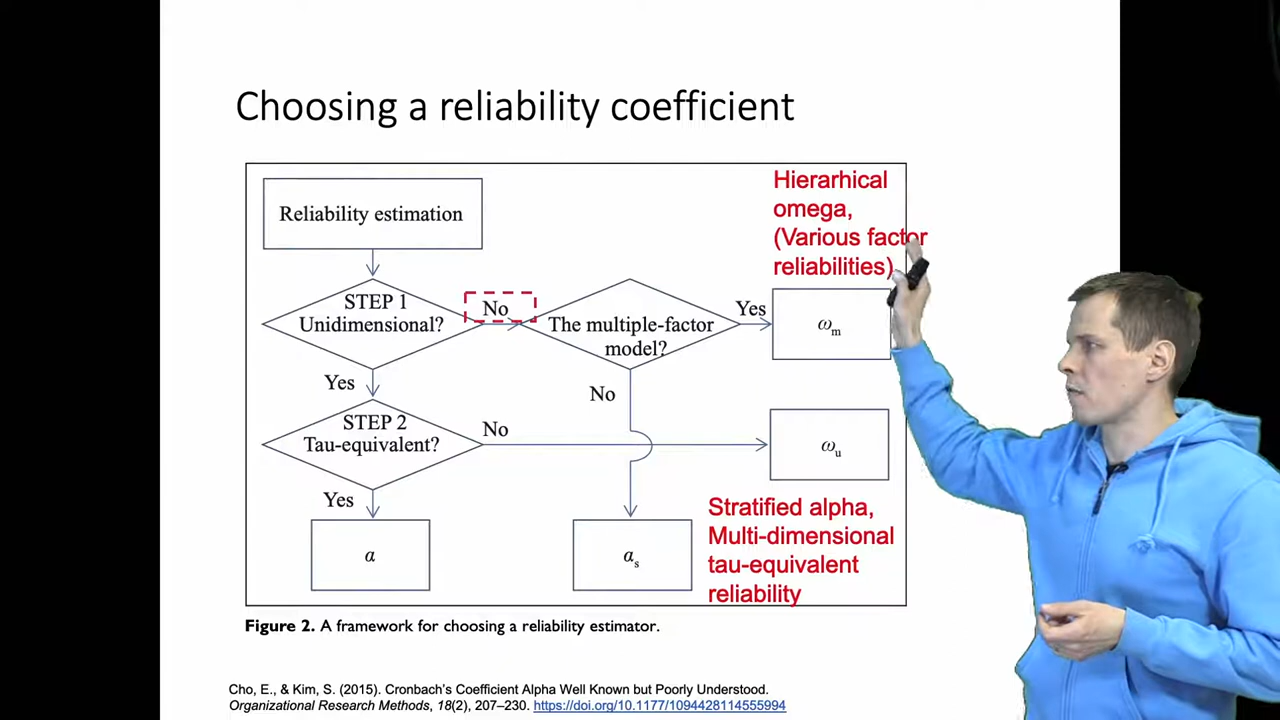 Choosing a reliability coefficient
Reliability estimation
Hierarhical
omega,
(Various factor
reliabilities)
STEP 1
Unidimensional?
No
The multiple-factor
model?
Yes
ωm
Yes
No
STEP 2
Tau-equivalent?
No
ωu
Yes
α
αs
Stratified alpha,
Multi-dimensional
tau-equivalent
reliability
Figure 2. A framework for choosing a reliability estimator.
Cho, E., & Kim, S. (2015). Cronbach's Coefficient Alpha Well Known but Poorly Understood.
Organizational Research Methods, 18(2), 207–230. https://doi.org/10.1177/1094428114555994